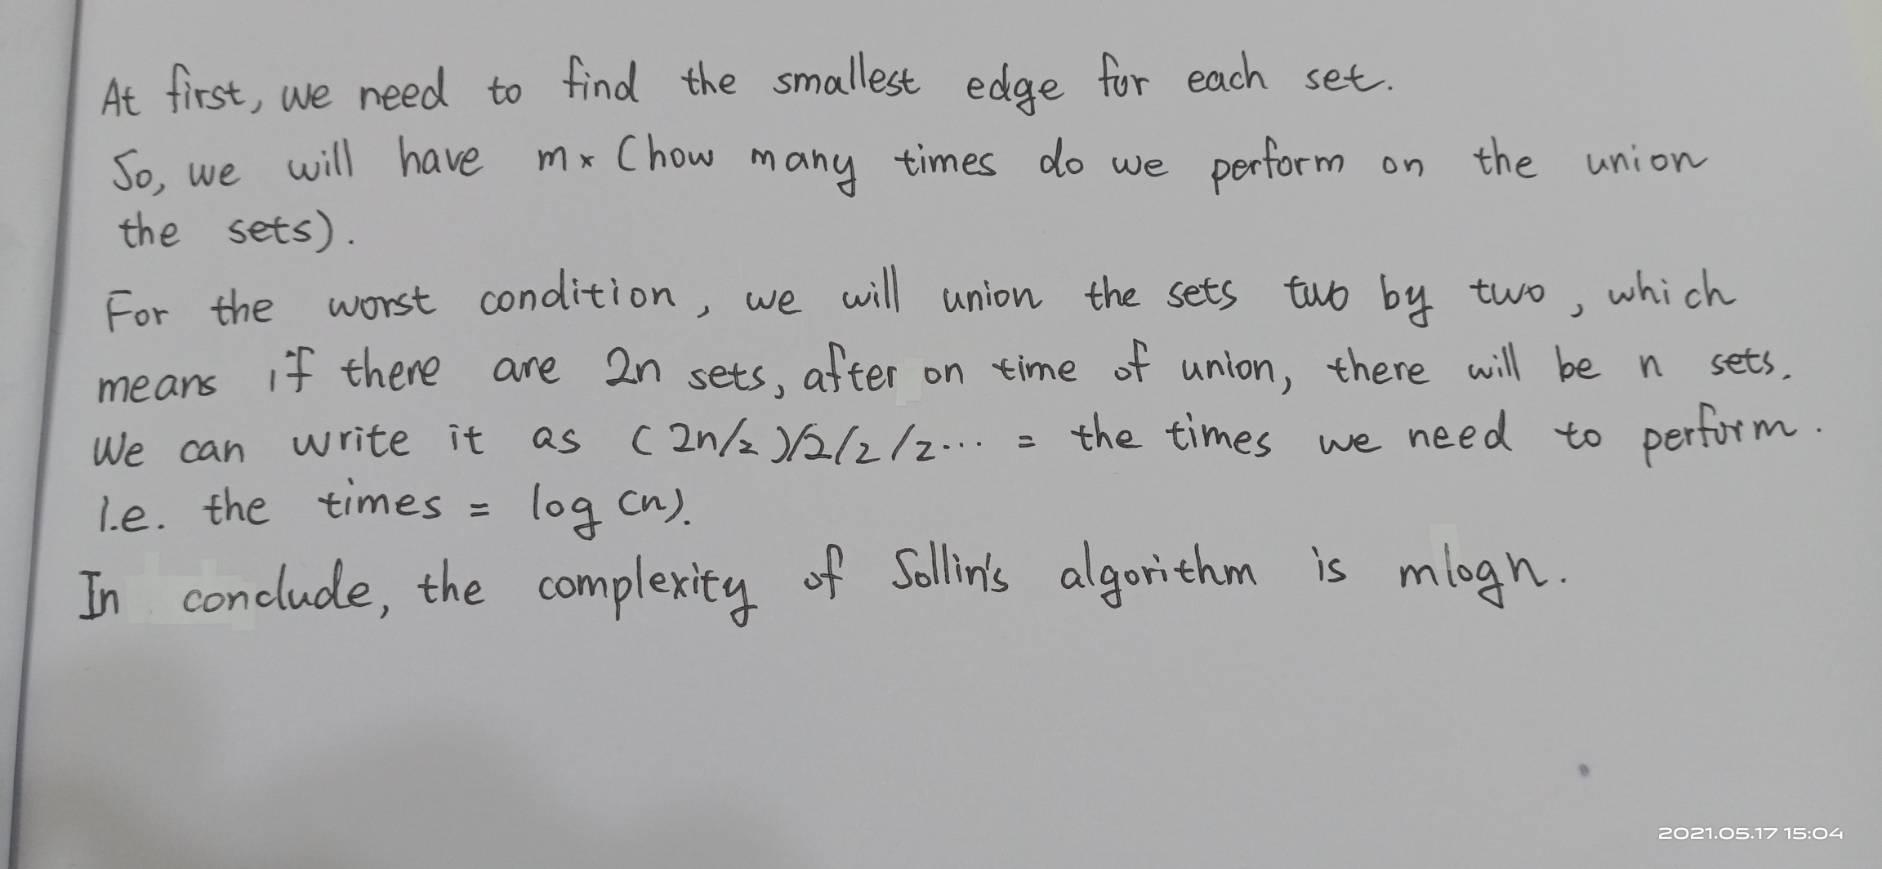 At first, we need to find the smallest edge for each set.
So, we will have m× (how many times do we perform on the union
the sets).
For the worst condition, we will union the sets two by two, which
means if there are 2n sets, after on time of union, there will be n sets.
We can write it as (2n/2)/2/2/2... = the times we need to perform.
i.e. the times = log(n).
In conclude, the complexity of Sollin's algorithm is mlogn.
2021.05.17 15:04